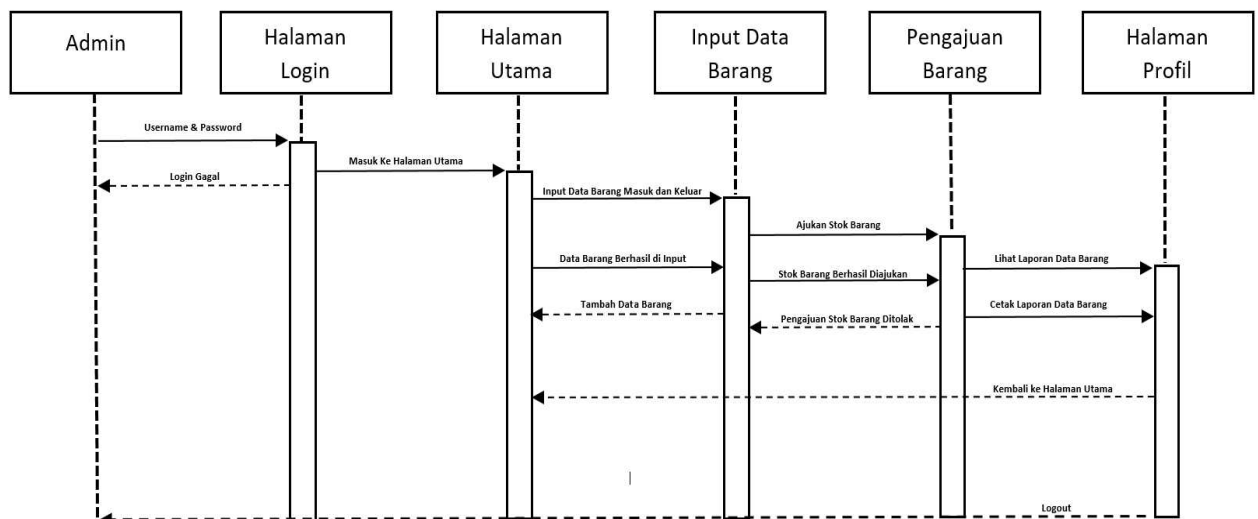 Admin
Halaman
Login
Halaman
Utama
Input Data
Barang
Pengajuan
Barang
Halaman
Profil
Username & Password
Masuk Ke Halaman Utama
Login Gagal
Input Data Barang Masuk dan Keluar
Ajukan Stok Barang
Data Barang Berhasil di Input
Lihat Laporan Data Barang
Stok Barang Berhasil Diajukan
Tambah Data Barang
Cetak Laporan Data Barang
Pengajuan Stok Barang Ditolak
Kembali ke Halaman Utama
Logout